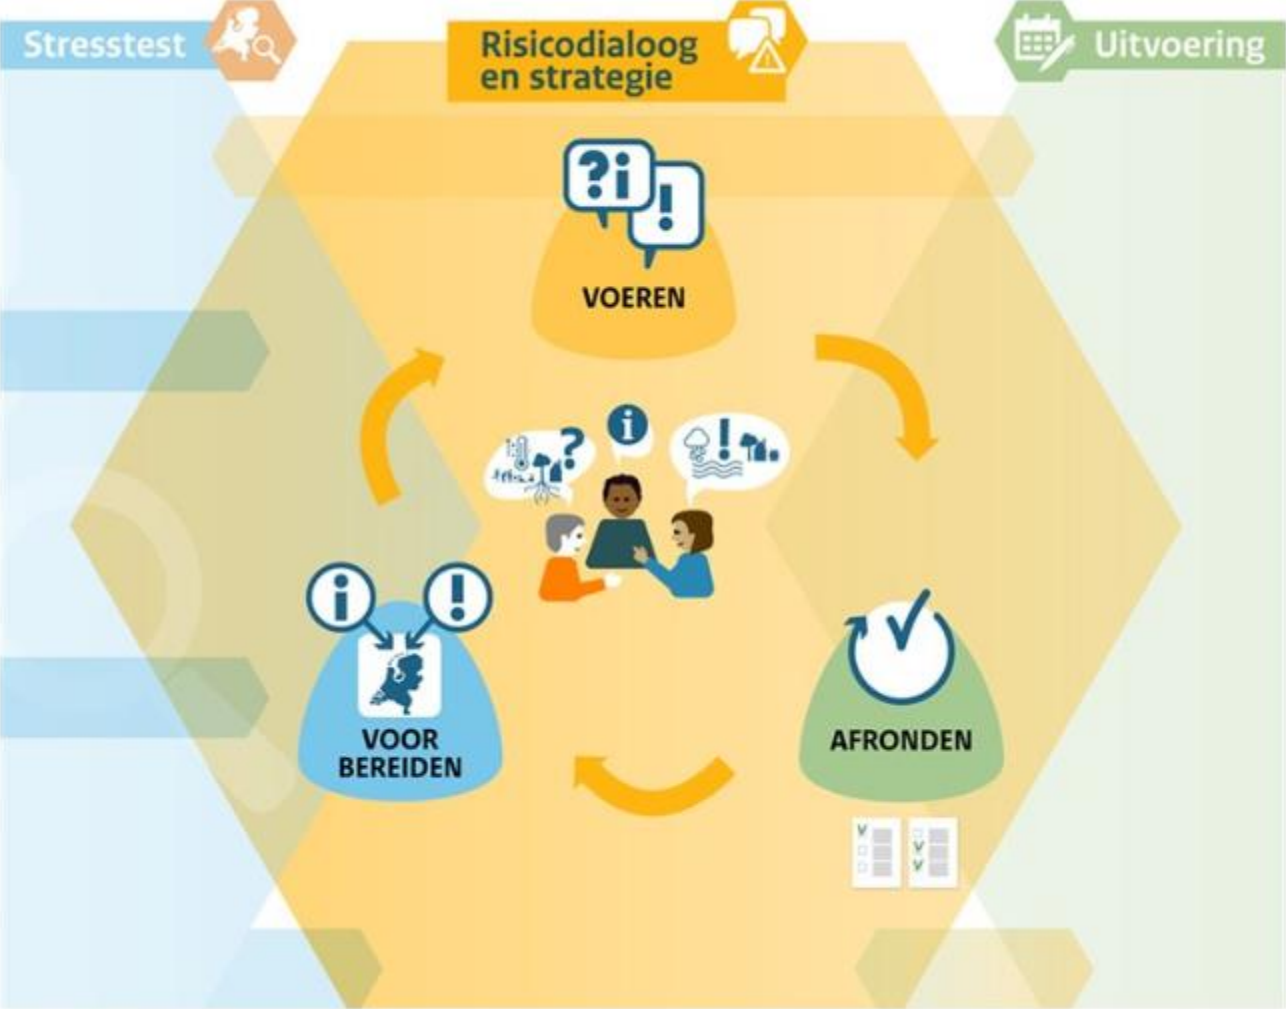 Stresstest
Risicodialoog
en strategie
Uitvoering
?i
!
VOEREN
?
i
!
i
!
VOOR
BEREIDEN
AFRONDEN